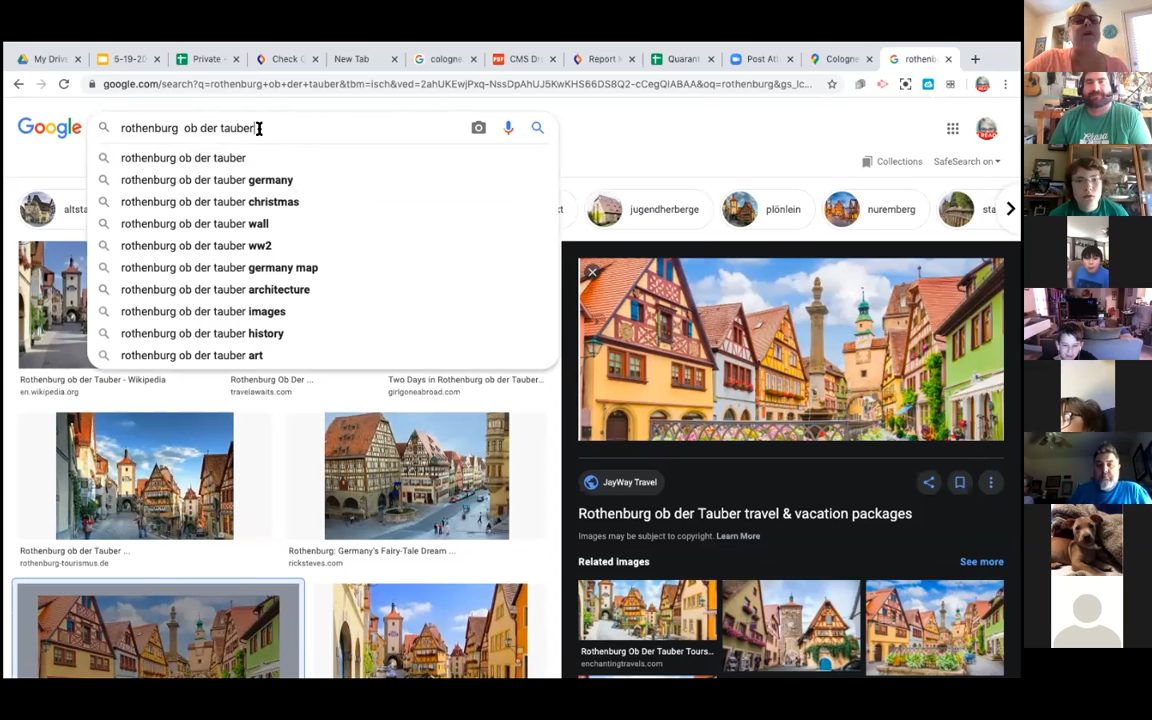 My Drive
5-19-20
Private -
Check C
New Tab
cologne
CMS Dr
Report M
Quarant
Post At
Cologne
rothenb
google.com/search?q=rothenburg+ob+der+tauber&tbm=isch&ved=2ahUKEwjPxq-NssDpAhUJ5KwKHS66DS8Q2-cCegQIABAA&oq=rothenburg&gs_lc...
Google
rothenburg ob der tauber
rothenburg ob der tauber
rothenburg ob der tauber germany
rothenburg ob der tauber christmas
rothenburg ob der tauber wall
rothenburg ob der tauber ww2
rothenburg ob der tauber germany map
rothenburg ob der tauber architecture
rothenburg ob der tauber images
rothenburg ob der tauber history
rothenburg ob der tauber art
Collections
SafeSearch on
altsta
kt
jugendherberge
plönlein
nuremberg
sta
Rothenburg ob der Tauber - Wikipedia
en.wikipedia.org
Rothenburg Ob Der ...
travelawaits.com
Two Days in Rothenburg ob der Tauber...
girlgoneabroad.com
Rothenburg ob der Tauber ...
rothenburg-tourismus.de
Rothenburg: Germany's Fairy-Tale Dream ...
ricksteves.com
JayWay Travel
Rothenburg ob der Tauber travel & vacation packages
Images may be subject to copyright. Learn More
Related images
See more
Rothenburg Ob Der Tauber Tours...
enchantingtravels.com